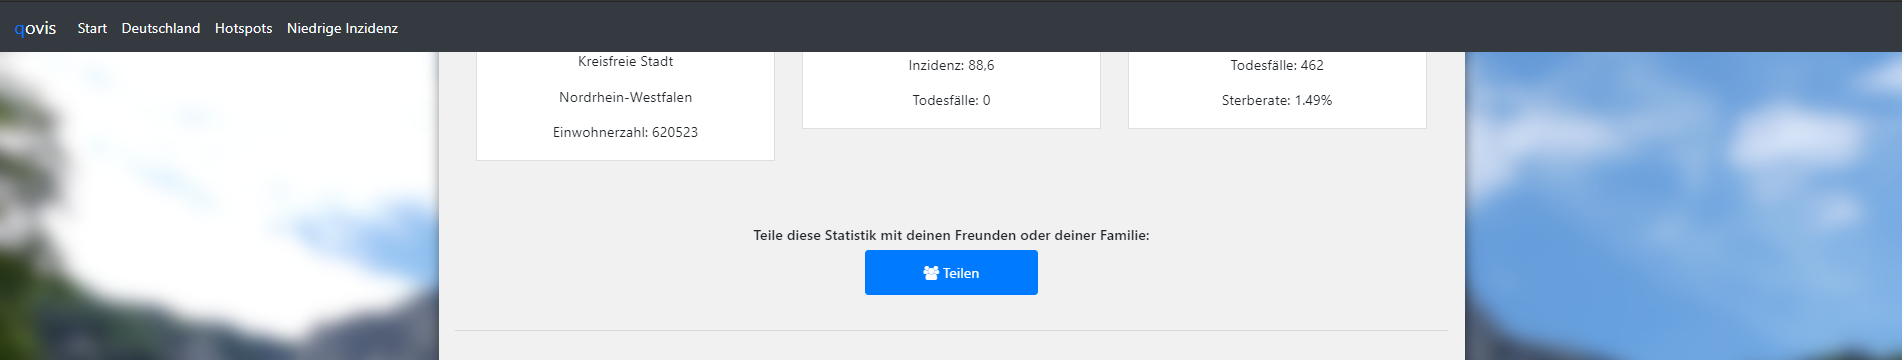 qovis Start Deutschland Hotspots Niedrige Inzidenz
Kreisfreie Stadt
Nordrhein-Westfalen
Einwohnerzahl: 620523
Inzidenz: 88,6
Todesfälle: 0
Todesfälle: 462
Sterberate: 1.49%
Teile diese Statistik mit deinen Freunden oder deiner Familie:
Teilen